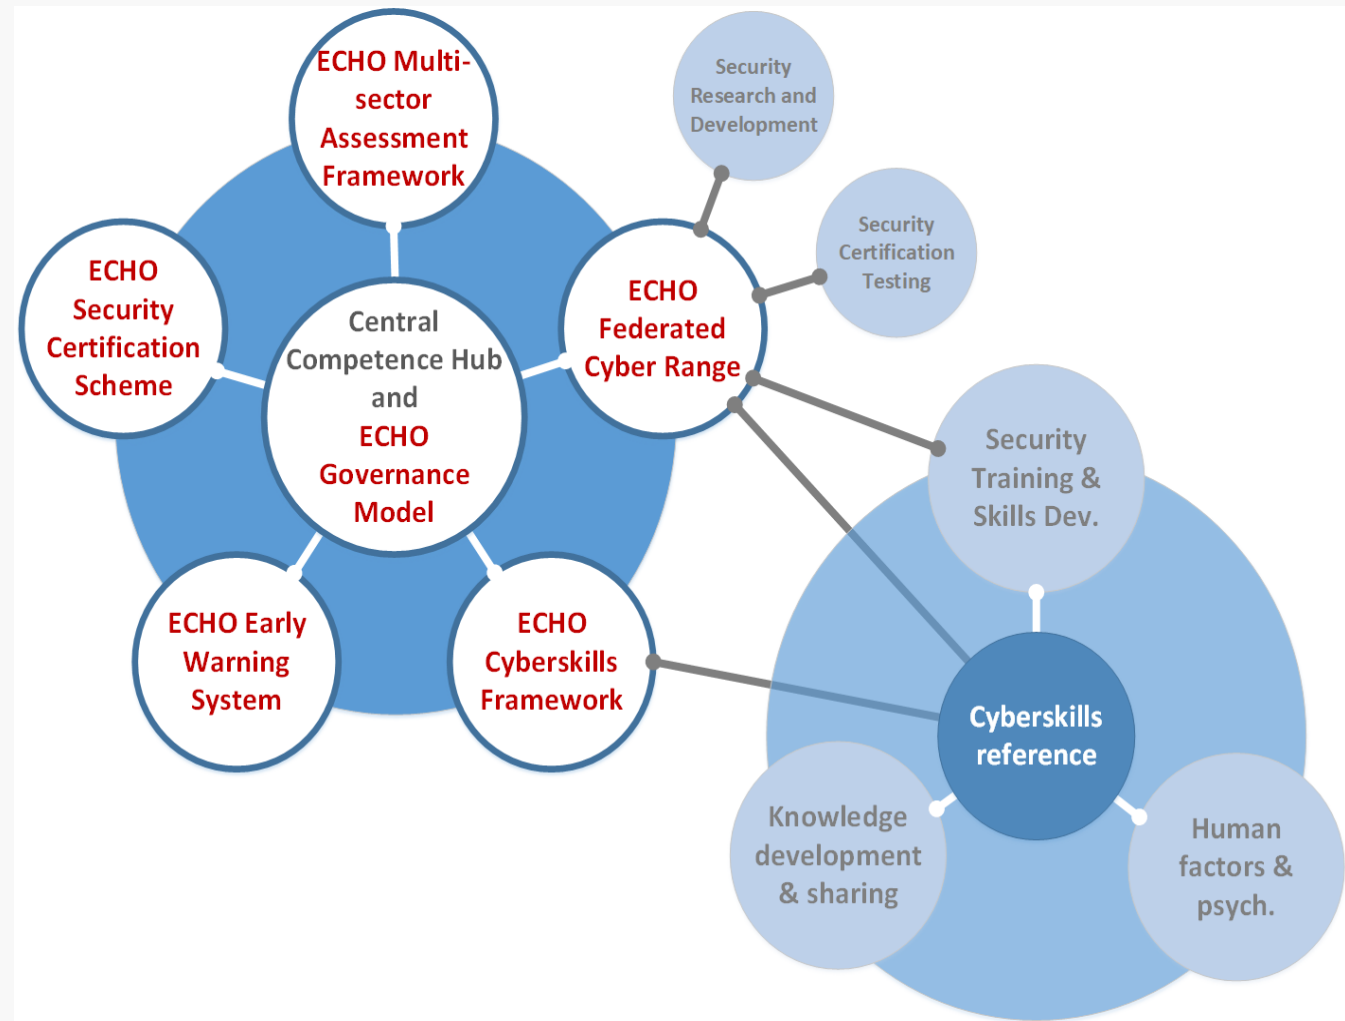 ECHO Multi-
sector
Assessment
Framework
Security
Research and
Development
Security
Certification
Testing
ECHO
Security
Certification
Scheme
ECHO
Federated
Cyber Range
Central
Competence Hub
and
ECHO
Governance
Model
Security
Training &
Skills Dev.
ECHO Early
Warning
System
ECHO
Cyberskills
Framework
Cyberskills
reference
Knowledge
development
& sharing
Human
factors &
psych.